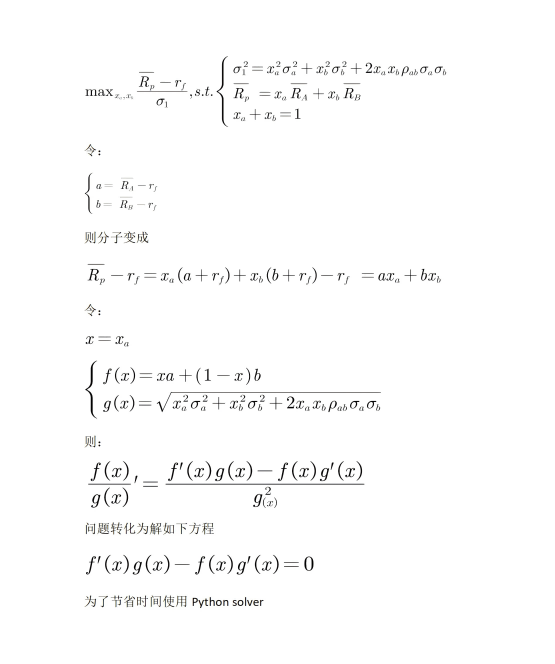 max_{x_a,x_b} \frac{\overline{R_p} - r_f}{\sigma_1}, s.t. \begin{cases} \sigma_1^2 = x_a^2\sigma_a^2 + x_b^2\sigma_b^2 + 2x_a x_b \rho_{ab}\sigma_a\sigma_b \\ \overline{R_p} = x_a \overline{R_A} + x_b \overline{R_B} \\ x_a + x_b = 1 \end{cases}
令:
\begin{cases} a = \overline{R_A} - r_f \\ b = \overline{R_B} - r_f \end{cases}
则分子变成
\overline{R_p} - r_f = x_a(a + r_f) + x_b(b + r_f) - r_f = ax_a + bx_b
令:
x = x_a
\begin{cases} f(x) = xa + (1-x)b \\ g(x) = \sqrt{x_a^2\sigma_a^2 + x_b^2\sigma_b^2 + 2x_a x_b \rho_{ab}\sigma_a\sigma_b} \end{cases}
则:
\frac{f(x)}{g(x)}' = \frac{f'(x)g(x) - f(x)g'(x)}{g_{(x)}^2}
问题转化为解如下方程
f'(x)g(x) - f(x)g'(x) = 0
为了节省时间使用 Python solver